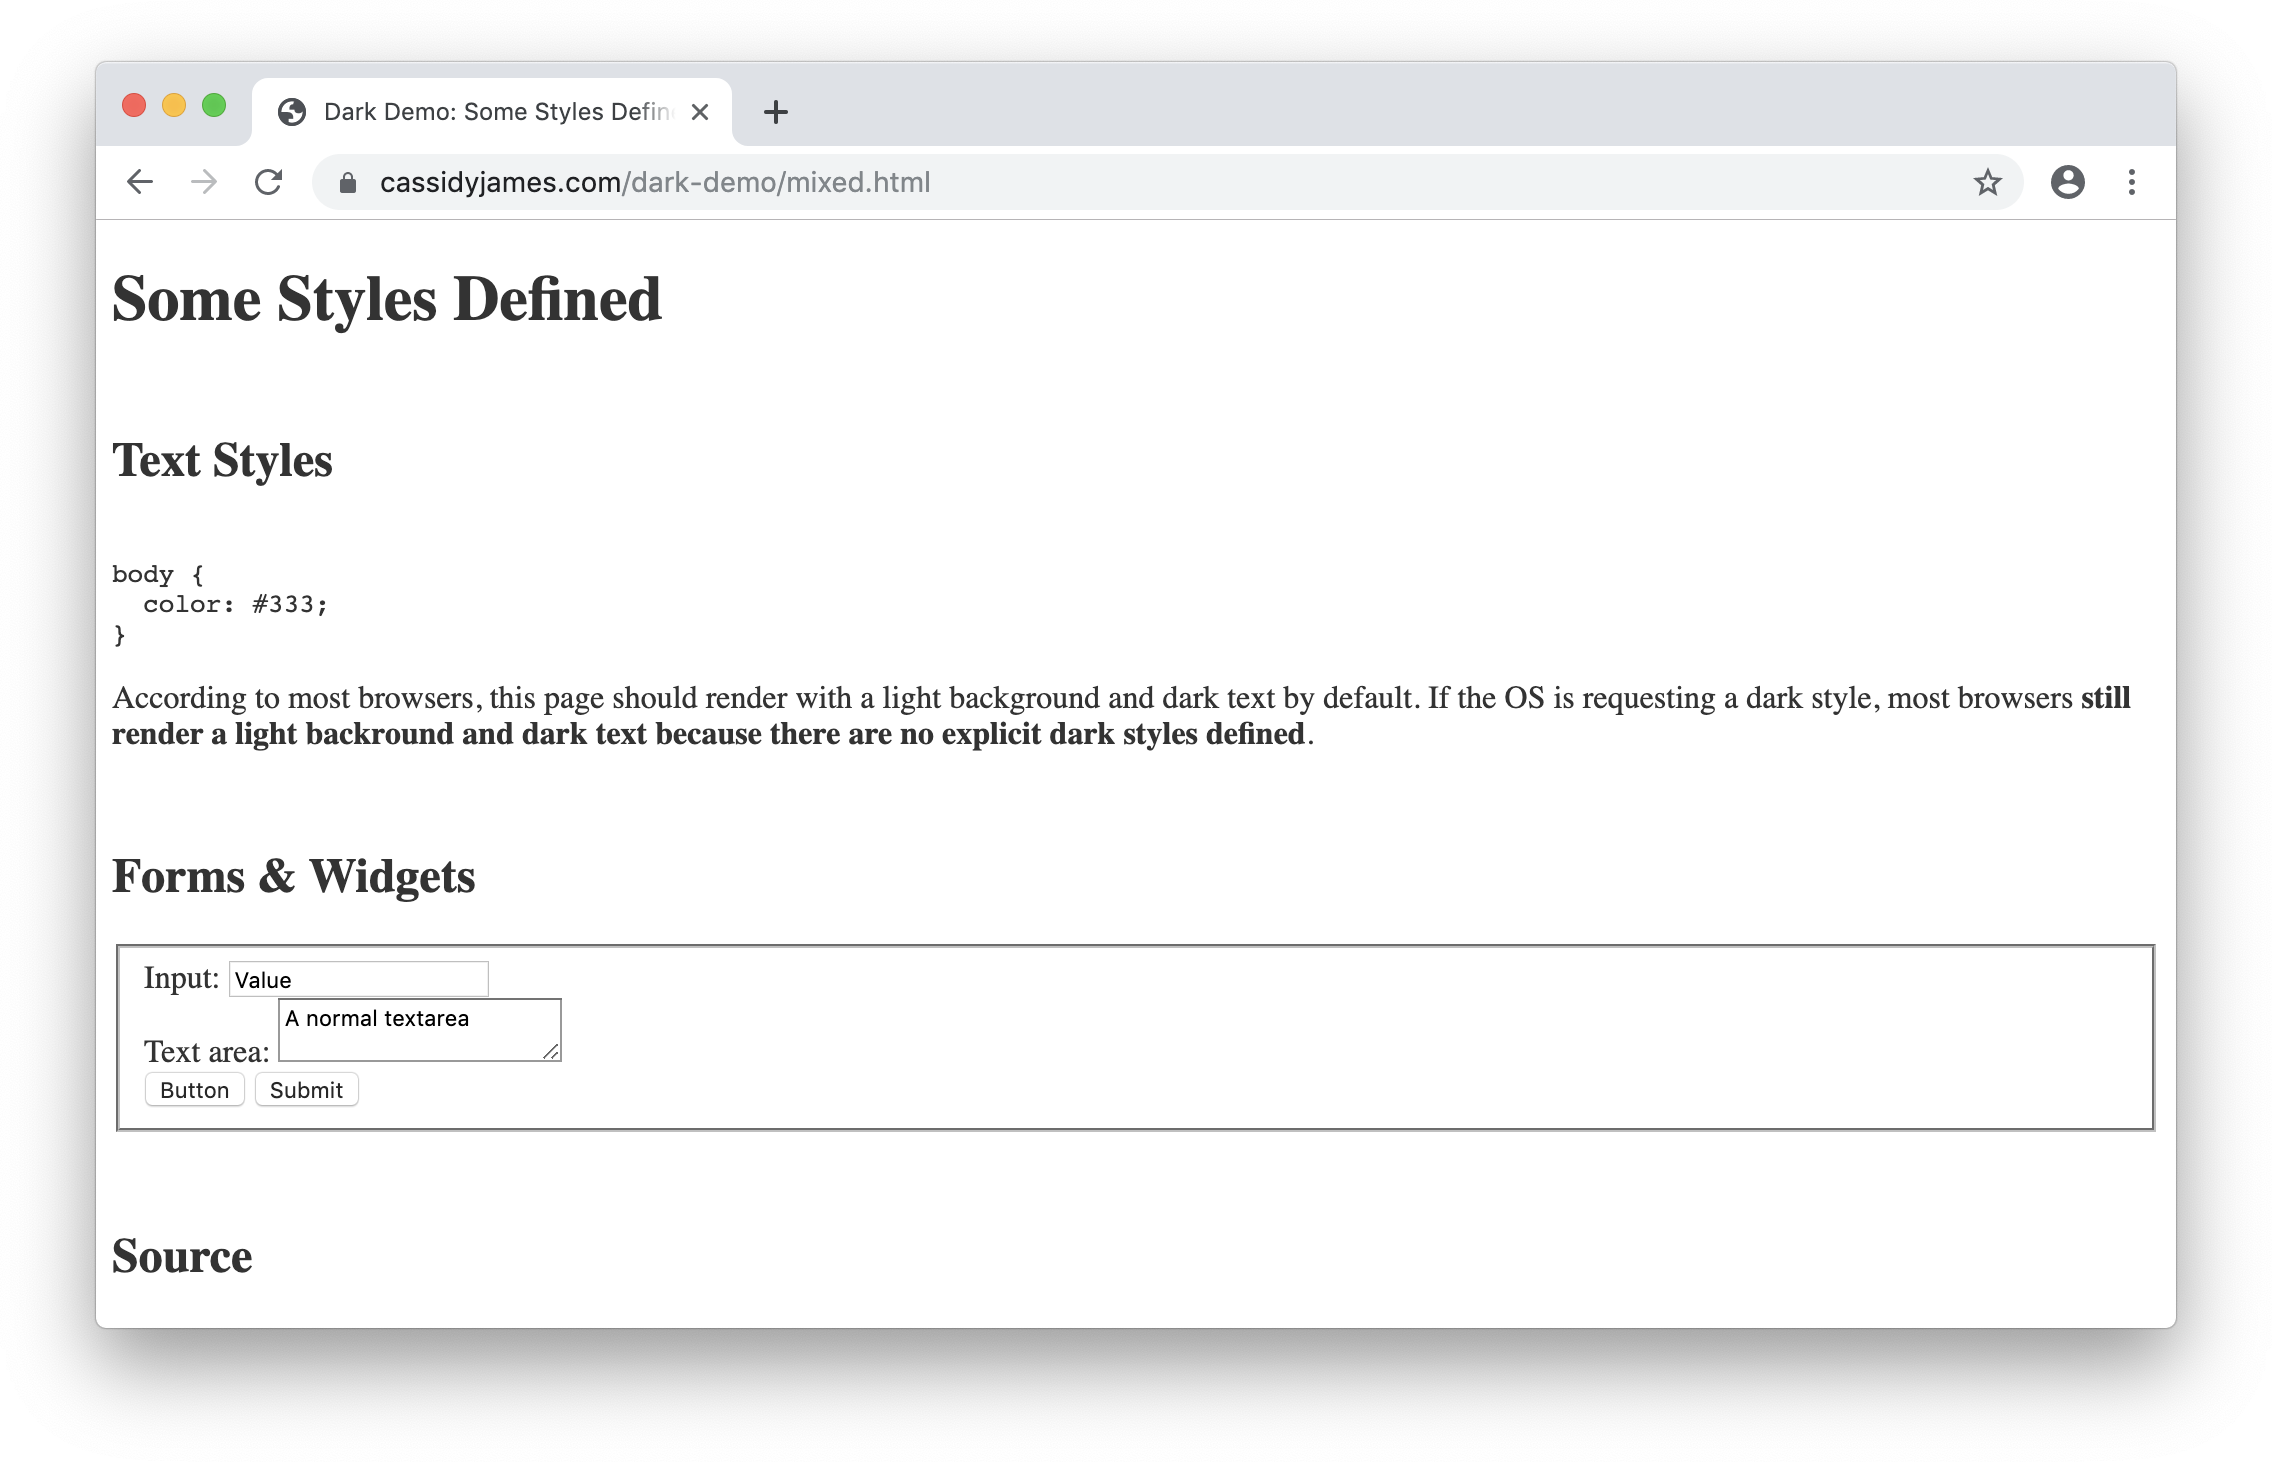 Dark Demo: Some Styles Defin
cassidyjames.com/dark-demo/mixed.html
Some Styles Defined
Text Styles
body {
  color: #333;
}
According to most browsers, this page should render with a light background and dark text by default. If the OS is requesting a dark style, most browsers still
render a light backround and dark text because there are no explicit dark styles defined.
Forms & Widgets
Input: Value
Text area: A normal textarea
Button Submit
Source